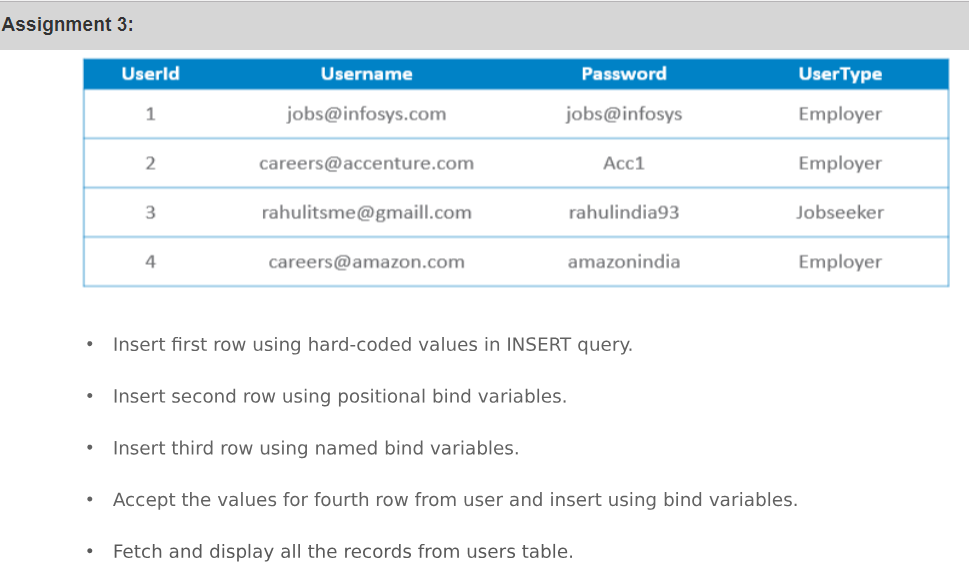 Assignment 3:
UserId Username Password UserType
1 jobs@infosys.com jobs@infosys Employer
2 careers@accenture.com Acc1 Employer
3 rahulitsme@gmaill.com rahulindia93 Jobseeker
4 careers@amazon.com amazonindia Employer
• Insert first row using hard-coded values in INSERT query.
• Insert second row using positional bind variables.
• Insert third row using named bind variables.
• Accept the values for fourth row from user and insert using bind variables.
• Fetch and display all the records from users table.